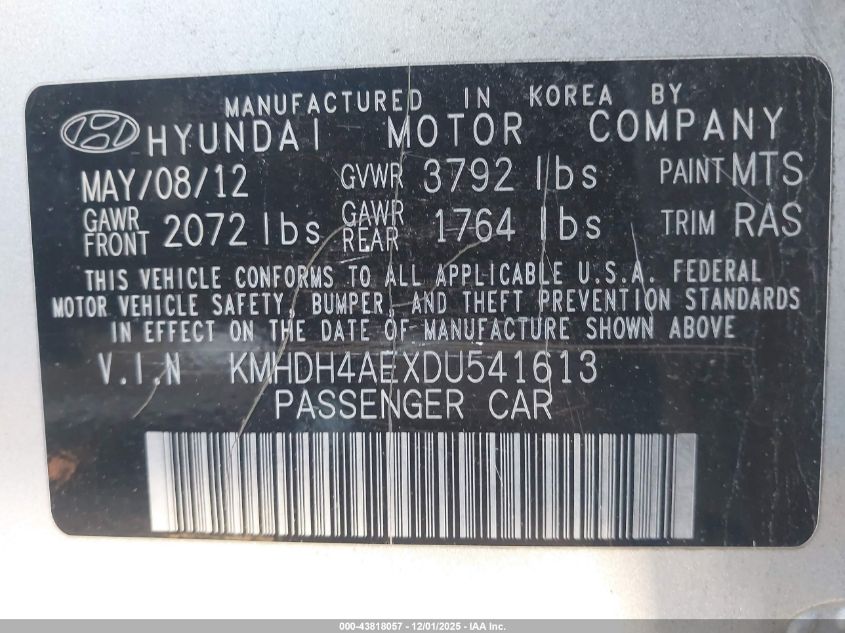 MANUFACTURED IN KOREA BY
HYUNDAI MOTOR COMPANY
MAY/08/12 GVWR 3792 lbs PAINT MTS
GAWR FRONT 2072 lbs GAWR REAR 1764 lbs TRIM RAS
THIS VEHICLE CONFORMS TO ALL APPLICABLE U.S.A. FEDERAL
MOTOR VEHICLE SAFETY, BUMPER, AND THEFT PREVENTION STANDARDS
IN EFFECT ON THE DATE OF MANUFACTURE SHOWN ABOVE
V.I.N KMHDH4AEXDU541613
PASSENGER CAR
000-43818057 - 12/01/2025 - IAA Inc.